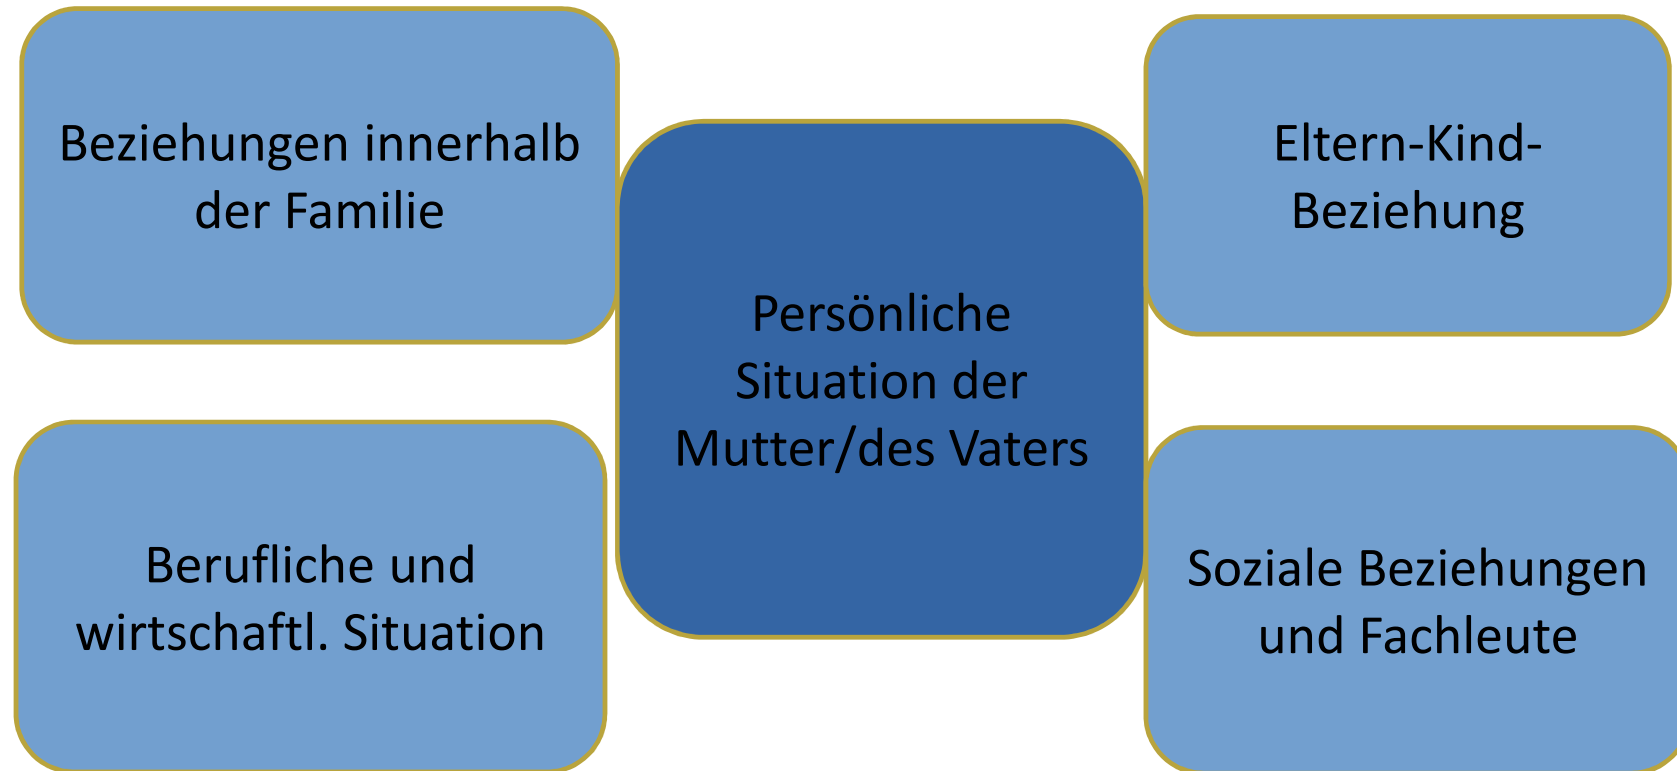 Beziehungen innerhalb
der Familie
Eltern-Kind-
Beziehung
Persönliche
Situation der
Mutter/des Vaters
Berufliche und
wirtschaftl. Situation
Soziale Beziehungen
und Fachleute